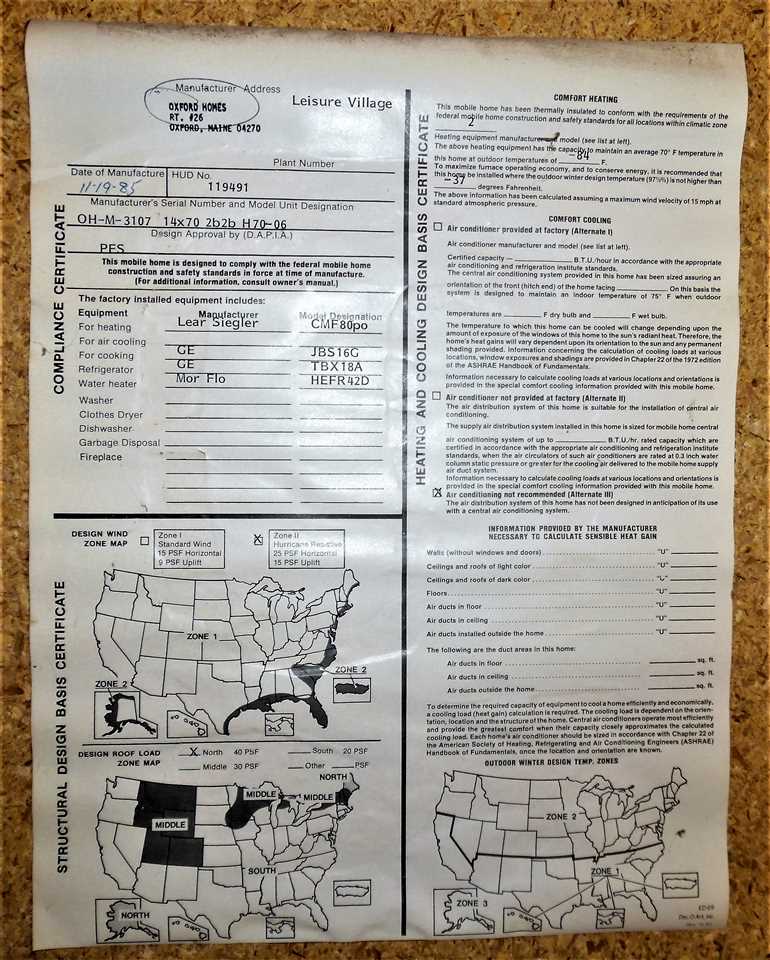 Manufacturer Address
OXFORD HOMES
RT. #26
OXFORD, MAINE 04270
Leisure Village
Plant Number
Date of Manufacture
HUD No.
11-19-85
119491
Manufacturer's Serial Number and Model Unit Designation
OH-M-3107 14x70 2b2b H70-06
Design Approval by (D.A.P.I.A.)
PFS
This mobile home is designed to comply with the federal mobile home
construction and safety standards in force at time of manufacture.
(For additional information, consult owner's manual.)
COMPLIANCE CERTIFICATE
The factory installed equipment includes:
Equipment Manufacturer Model Designation
For heating Lear Siegler CMF80po
For air cooling
For cooking GE JBS16G
Refrigerator GE TBX18A
Water heater Mor Flo HEFR42D
Washer
Clothes Dryer
Dishwasher
Garbage Disposal
Fireplace
STRUCTURAL DESIGN BASIS CERTIFICATE
DESIGN WIND
ZONE MAP
Zone I
Standard Wind
15 PSF Horizontal
9 PSF Uplift
X
Zone II
Hurricane Resistive
25 PSF Horizontal
15 PSF Uplift
ZONE 1
ZONE 2
ZONE 2
DESIGN ROOF LOAD
ZONE MAP
X North 40 PSF
South 20 PSF
Middle 30 PSF
Other PSF
NORTH
MIDDLE
MIDDLE
MIDDLE
SOUTH
NORTH
HEATING AND COOLING DESIGN BASIS CERTIFICATE
COMFORT HEATING
This mobile home has been thermally insulated to conform with the requirements of the
federal mobile home construction and safety standards for all locations within climatic zone
2
Heating equipment manufacturer and model (see list at left).
The above heating equipment has the capacity to maintain an average 70° F temperature in
this home at outdoor temperatures of -84 F.
To maximize furnace operating economy, and to conserve energy, it is recommended that
this home be installed where the outdoor winter design temperature (97½%) is not higher than
-37 degrees Fahrenheit.
The above information has been calculated assuming a maximum wind velocity of 15 mph at
standard atmospheric pressure.
COMFORT COOLING
Air conditioner provided at factory (Alternate I)
Air conditioner manufacturer and model (see list at left).
Certified capacity B.T.U./hour in accordance with the appropriate
air conditioning and refrigeration institute standards.
The central air conditioning system provided in this home has been sized assuming an
orientation of the front (hitch end) of the home facing . On this basis the
system is designed to maintain an indoor temperature of 75° F when outdoor
temperatures are F dry bulb and F wet bulb.
The temperature to which this home can be cooled will change depending upon the
amount of exposure of the windows of this home to the sun's radiant heat. Therefore, the
home's heat gains will vary dependent upon its orientation to the sun and any permanent
shading provided. Information concerning the calculation of cooling loads at various
locations, window exposures and shadings are provided in Chapter 22 of the 1972 edition
of the ASHRAE Handbook of Fundamentals.
Information necessary to calculate cooling loads at various locations and orientations is
provided in the special comfort cooling information provided with this mobile home.
Air conditioner not provided at factory (Alternate II)
The air distribution system of this home is suitable for the installation of central air
conditioning.
The supply air distribution system installed in this home is sized for mobile home central
air conditioning system of up to B.T.U./hr. rated capacity which are
certified in accordance with the appropriate air conditioning and refrigeration institute
standards, when the air circulators of such air conditioners are rated at 0.3 inch water
column static pressure or greater for the cooling air delivered to the mobile home supply
air duct system.
Information necessary to calculate cooling loads at various locations and orientations is
provided in the special comfort cooling information provided with this mobile home.
X Air conditioning not recommended (Alternate III)
The air distribution system of this home has not been designed in anticipation of its use
with a central air conditioning system.
INFORMATION PROVIDED BY THE MANUFACTURER
NECESSARY TO CALCULATE SENSIBLE HEAT GAIN
Walls (without windows and doors) "U"
Ceilings and roofs of light color "U"
Ceilings and roofs of dark color "U"
Floors "U"
Air ducts in floor "U"
Air ducts in ceiling "U"
Air ducts installed outside the home "U"
The following are the duct areas in this home:
Air ducts in floor sq. ft.
Air ducts in ceiling sq. ft.
Air ducts outside the home sq. ft.
To determine the required capacity of equipment to cool a home efficiently and economically,
a cooling load (heet gain) calculation is required. The cooling load is dependent on the orien-
tation, location and the structure of the home. Central air conditioners operate most efficiently
and provide the greatest comfort when their capacity closely approximates the calculated
cooling load. Each home's air conditioner should be sized in accordance with Chapter 22 of
the American Society of Heating, Refrigerating and Air Conditioning Engineers (ASHRAE)
Handbook of Fundamentals, once the location and orientation are known.
OUTDOOR WINTER DESIGN TEMP. ZONES
ZONE 2
ZONE 1
ZONE 3